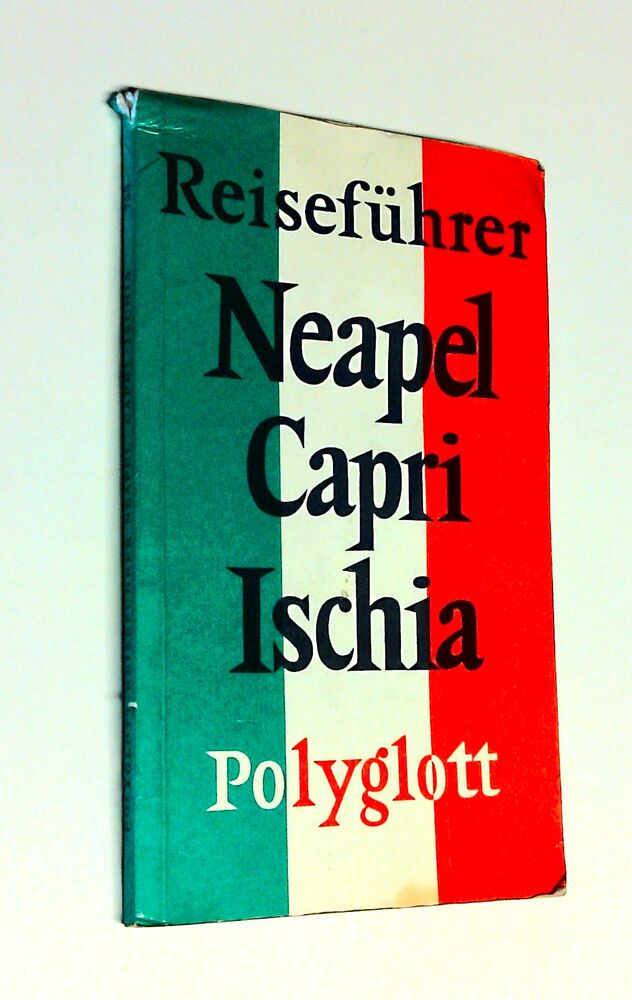 Reiseführer
Neapel
Capri
Ischia
Polyglott